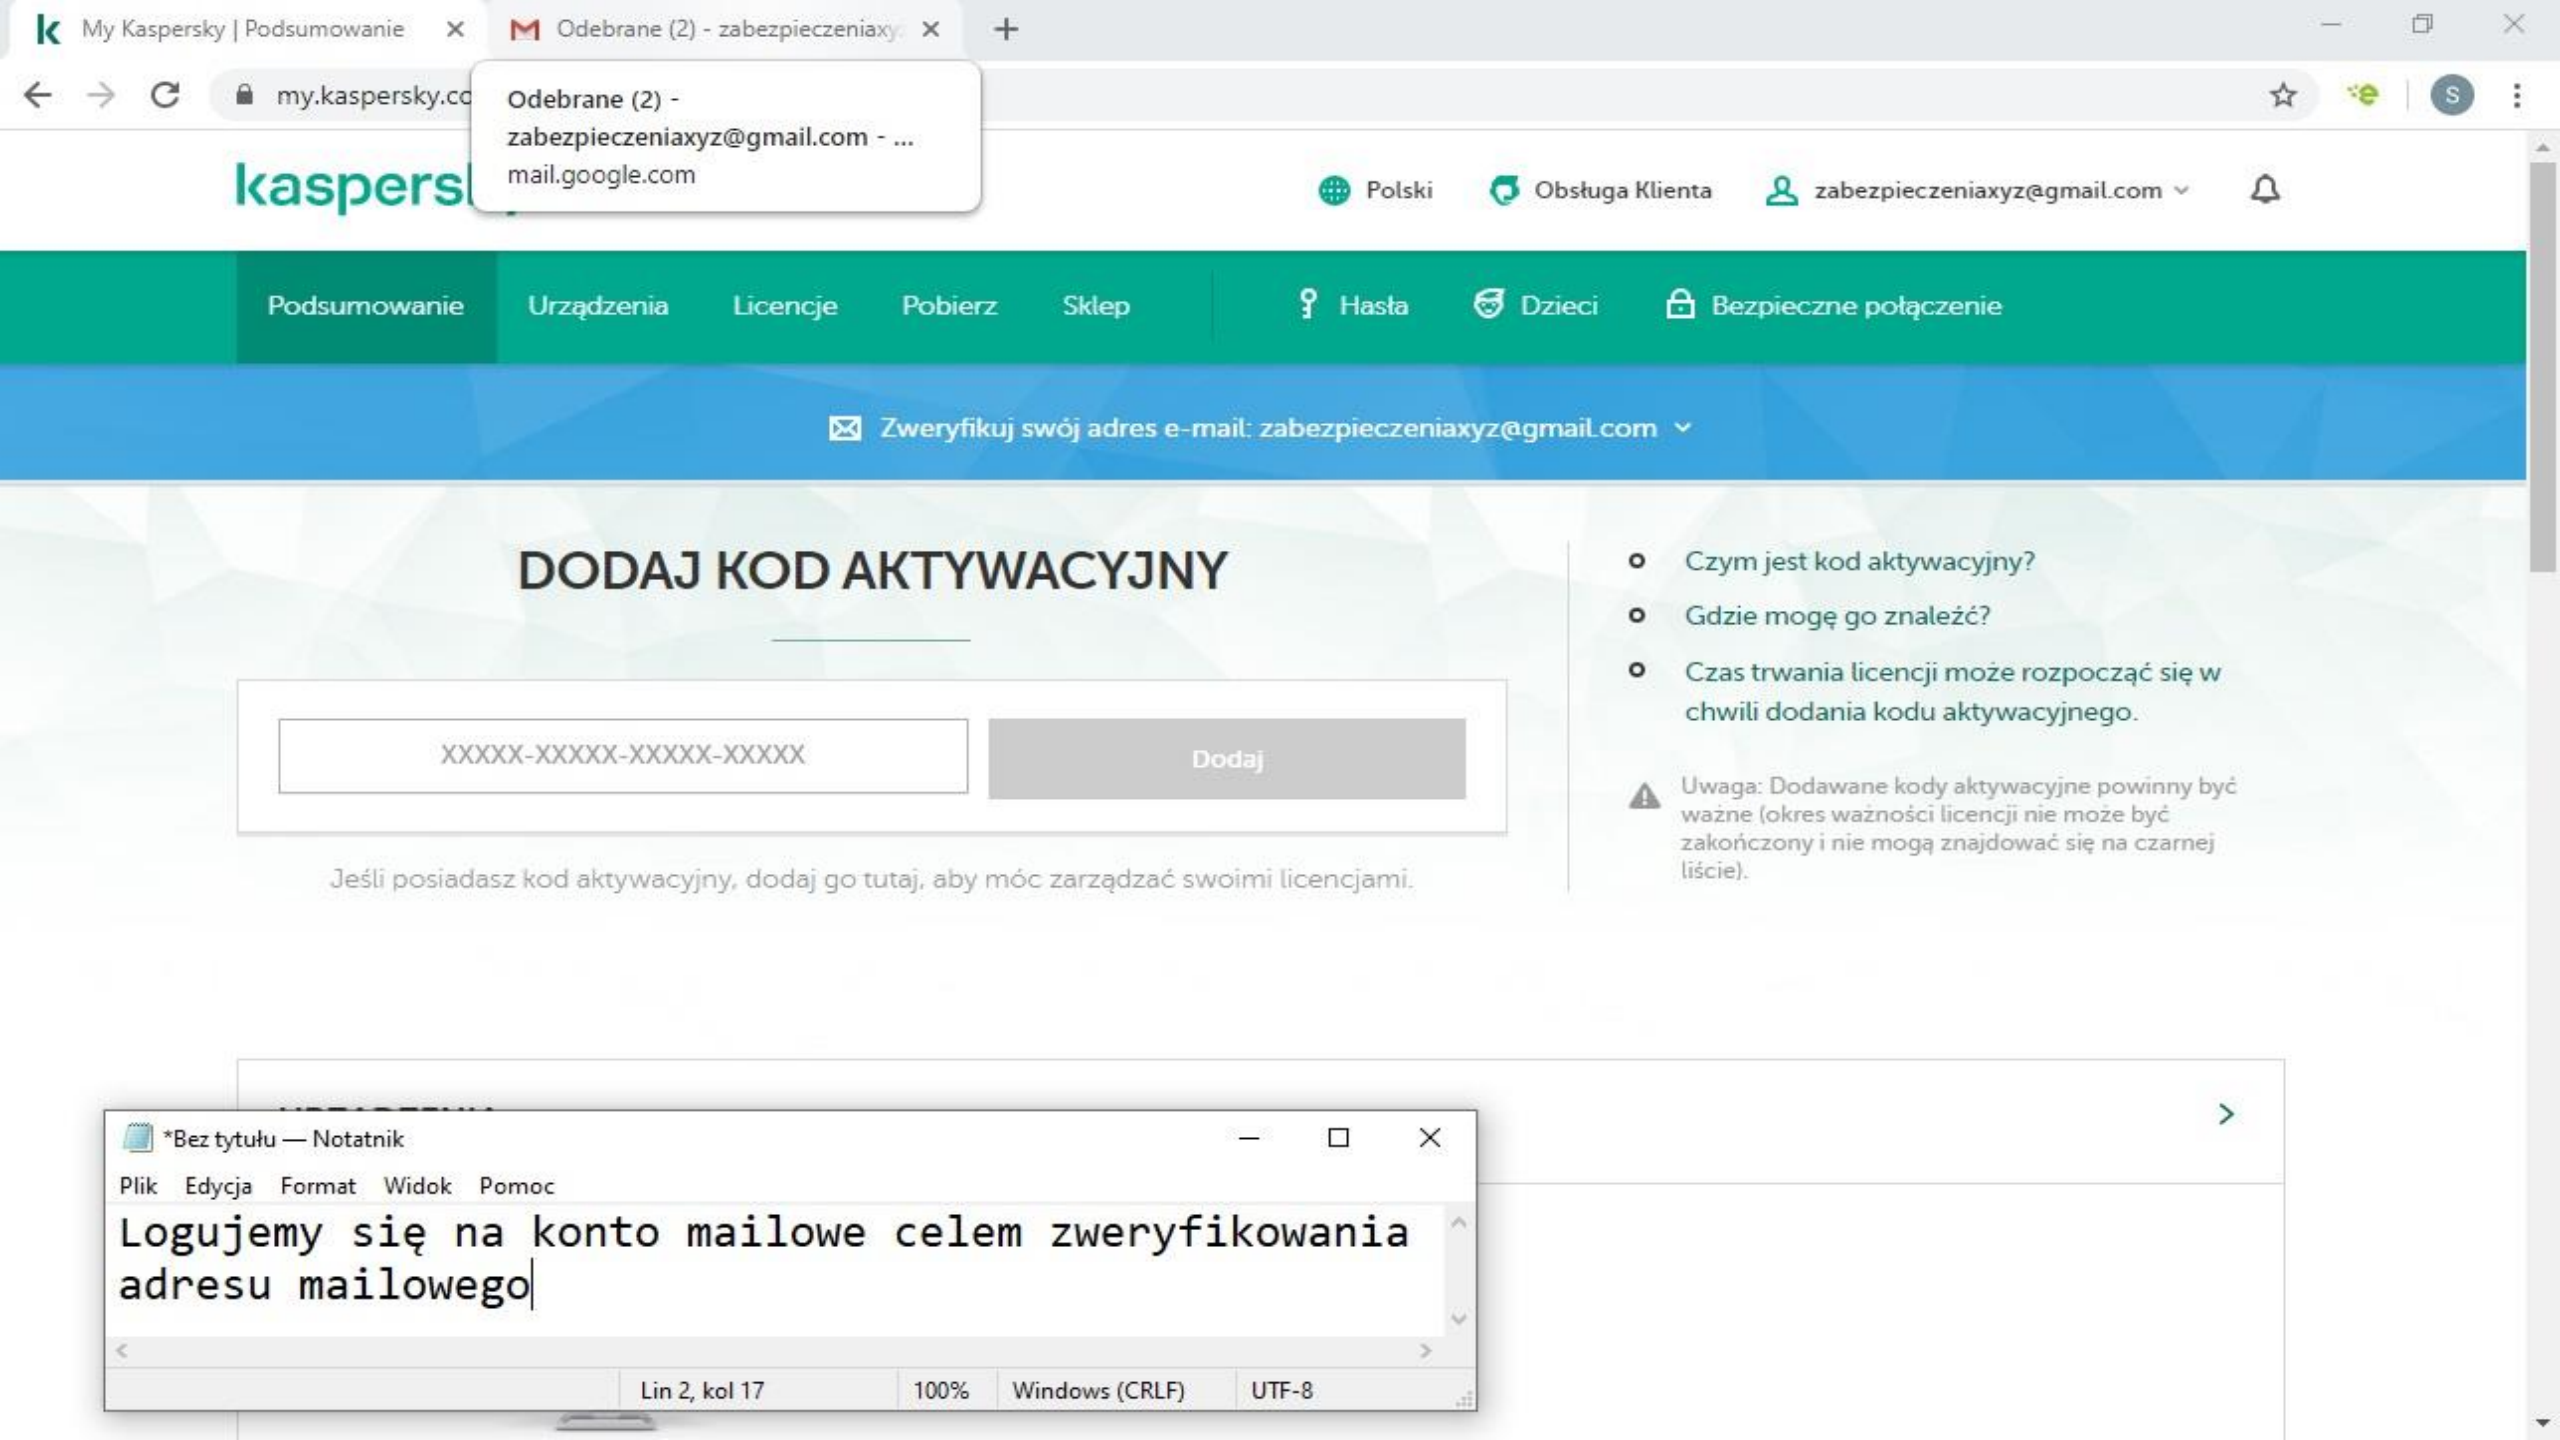 My Kaspersky | Podsumowanie
Odebrane (2) - zabezpieczeniaxy
my.kaspersky.co
Odebrane (2) -
zabezpieczeniaxyz@gmail.com - ...
mail.google.com
S
kaspers
Polski
Obsługa Klienta
zabezpieczeniaxyz@gmail.com
Podsumowanie
Urządzenia
Licencje
Pobierz
Sklep
Hasła
Dzieci
Bezpieczne połączenie
Zweryfikuj swój adres e-mail: zabezpieczeniaxyz@gmail.com
DODAJ KOD AKTYWACYJNY
XXXXX-XXXXX-XXXXX-XXXXX
Dodaj
Jeśli posiadasz kod aktywacyjny, dodaj go tutaj, aby móc zarządzać swoimi licencjami.
Czym jest kod aktywacyjny?
Gdzie mogę go znaleźć?
Czas trwania licencji może rozpocząć się w
chwili dodania kodu aktywacyjnego.
Uwaga: Dodawane kody aktywacyjne powinny być
ważne (okres ważności licencji nie może być
zakończony i nie mogą znajdować się na czarnej
liście).
*Bez tytułu — Notatnik
Plik Edycja Format Widok Pomoc
Logujemy się na konto mailowe celem zweryfikowania
adresu mailowego
Lin 2, kol 17
100%
Windows (CRLF)
UTF-8